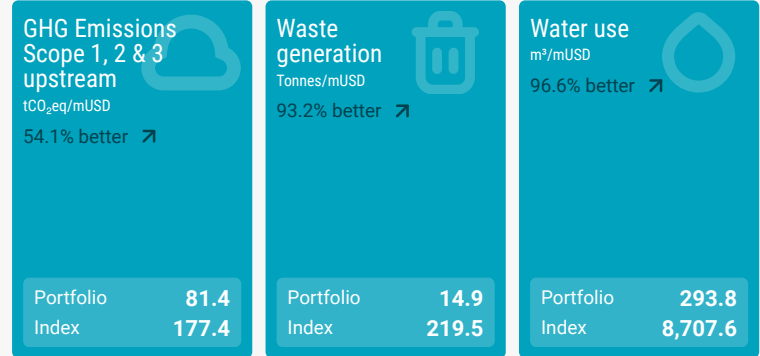 GHG Emissions
Scope 1, 2 & 3
upstream
tCO₂eq/mUSD
54.1% better
Portfolio 81.4
Index 177.4
Waste
generation
Tonnes/mUSD
93.2% better
Portfolio 14.9
Index 219.5
Water use
m³/mUSD
96.6% better
Portfolio 293.8
Index 8,707.6